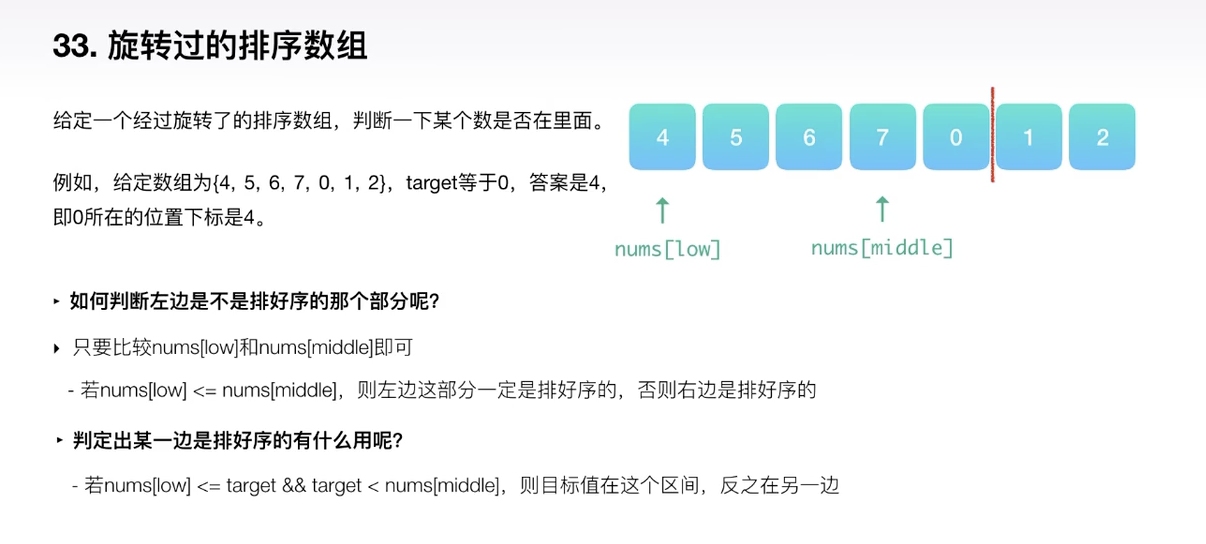 33. 旋转过的排序数组
给定一个经过旋转了的排序数组，判断一下某个数是否在里面。
例如，给定数组为{4, 5, 6, 7, 0, 1, 2}，target等于0，答案是4，
即0所在的位置下标是4。
4 5 6 7 0 1 2
nums[low] nums[middle]
‣ 如何判断左边是不是排好序的那个部分呢？
‣ 只要比较nums[low]和nums[middle]即可
- 若nums[low] <= nums[middle]，则左边这部分一定是排好序的，否则右边是排好序的
‣ 判定出某一边是排好序的有什么用呢？
- 若nums[low] <= target && target < nums[middle]，则目标值在这个区间，反之在另一边